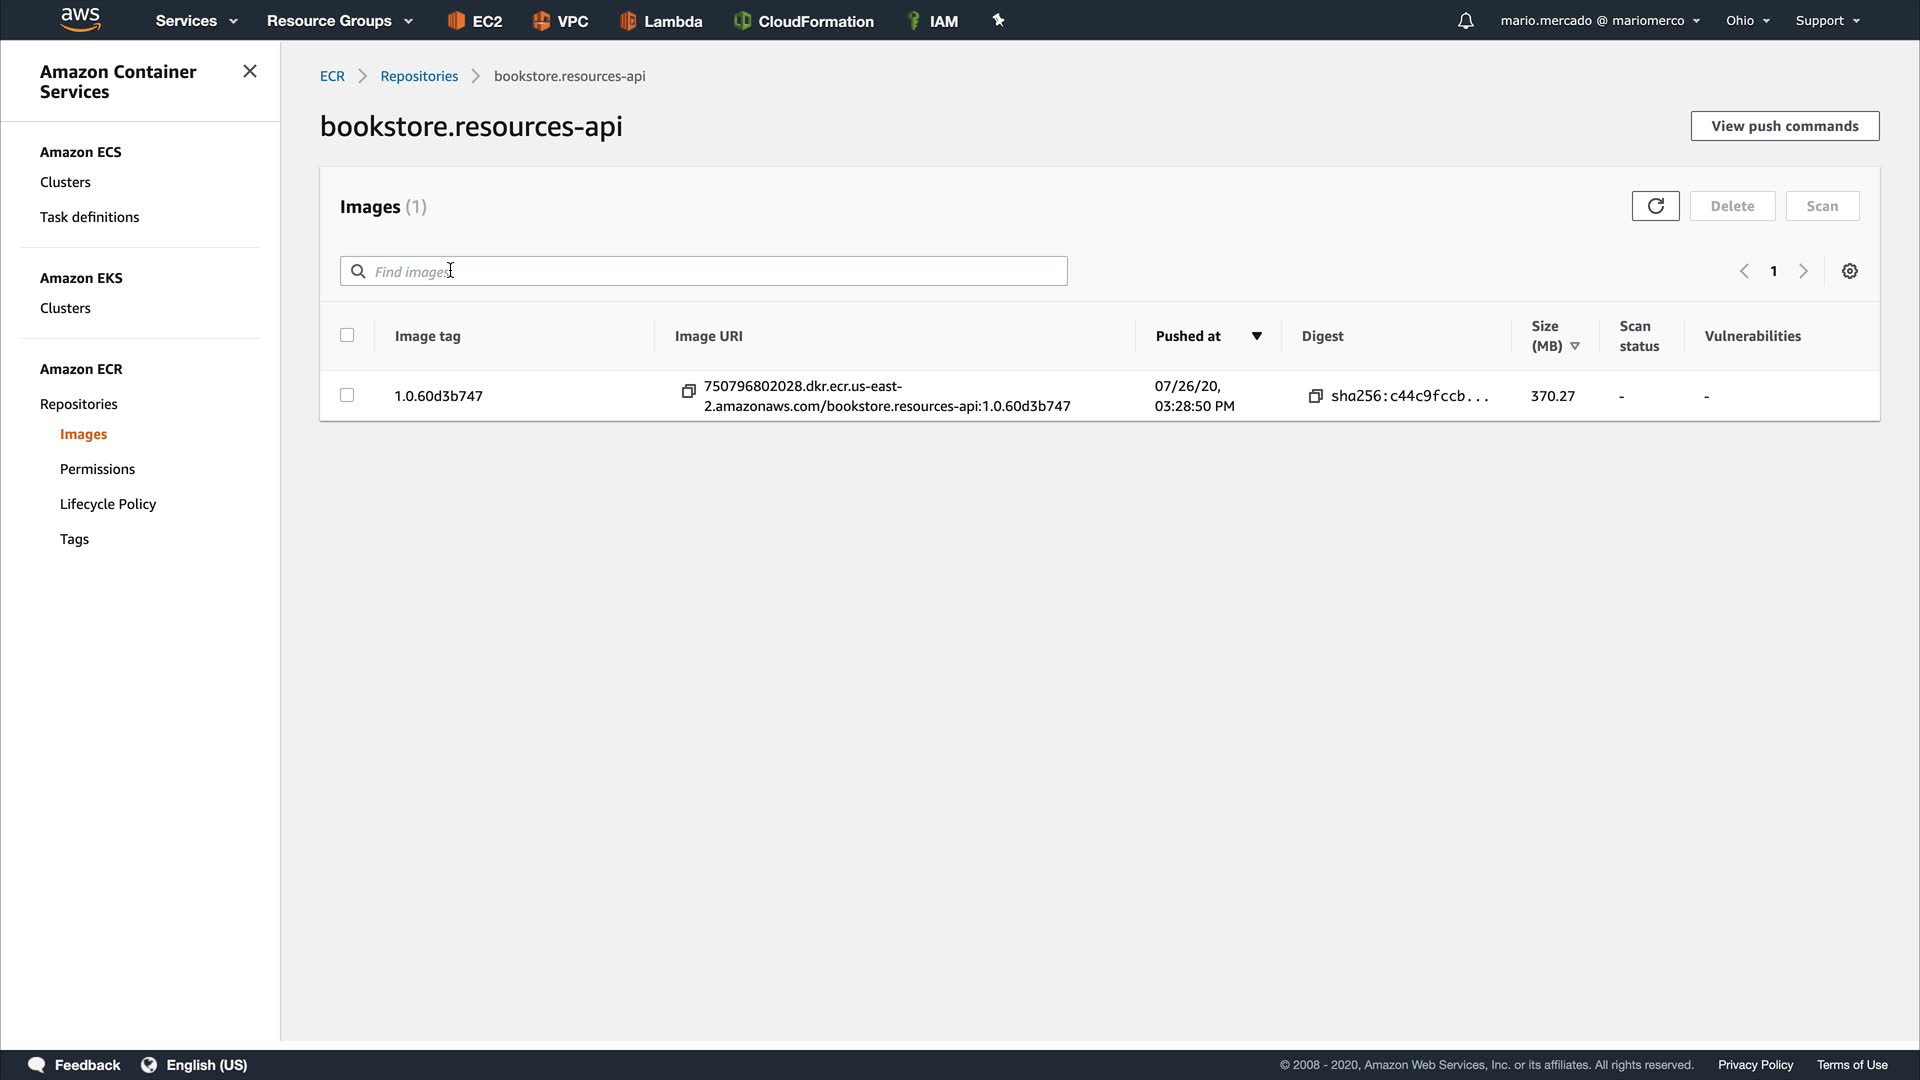 aws
Services
Resource Groups
EC2
VPC
Lambda
CloudFormation
IAM
mario.mercado @ mariomerco
Ohio
Support
Amazon Container
Services
Amazon ECS
Clusters
Task definitions
Amazon EKS
Clusters
Amazon ECR
Repositories
Images
Permissions
Lifecycle Policy
Tags
ECR
Repositories
bookstore.resources-api
bookstore.resources-api
View push commands
Images (1)
Delete
Scan
Find images
1
Image tag
Image URI
Pushed at
Digest
Size
(MB)
Scan
status
Vulnerabilities
1.0.60d3b747
750796802028.dkr.ecr.us-east-
2.amazonaws.com/bookstore.resources-api:1.0.60d3b747
07/26/20,
03:28:50 PM
sha256:c44c9fccb...
370.27
-
-
Feedback
English (US)
© 2008 - 2020, Amazon Web Services, Inc. or its affiliates. All rights reserved.
Privacy Policy
Terms of Use